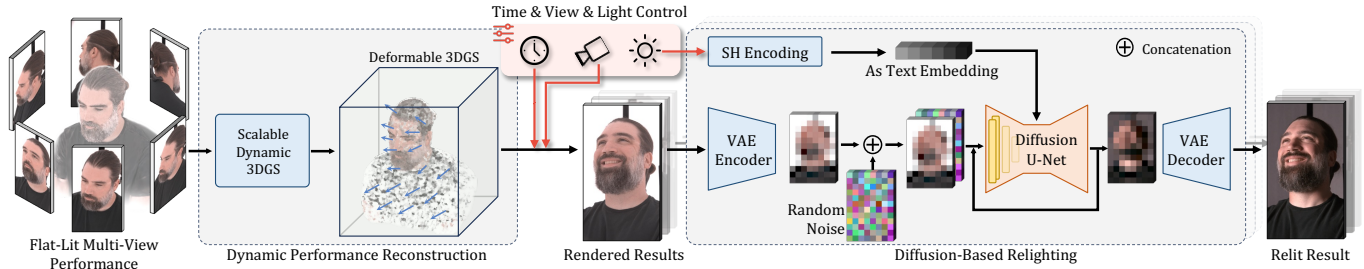 Flat-Lit Multi-View
Performance
Scalable
Dynamic
3DGS
Deformable 3DGS
Dynamic Performance Reconstruction
Time & View & Light Control
Rendered Results
SH Encoding
As Text Embedding
Concatenation
VAE
Encoder
Random
Noise
Diffusion
U-Net
VAE
Decoder
Diffusion-Based Relighting
Relit Result